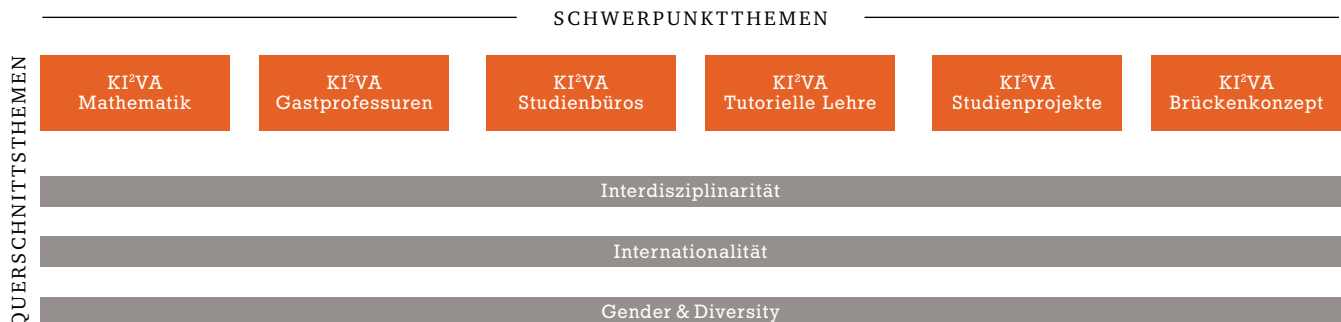 SCHWERPUNKTTHEMEN
QUERSCHNITTSTHEMEN
KI²VA
Mathematik
KI²VA
Gastprofessuren
KI²VA
Studienbüros
KI²VA
Tutorielle Lehre
KI²VA
Studienprojekte
KI²VA
Brückenkonzept
Interdisziplinarität
Internationalität
Gender & Diversity